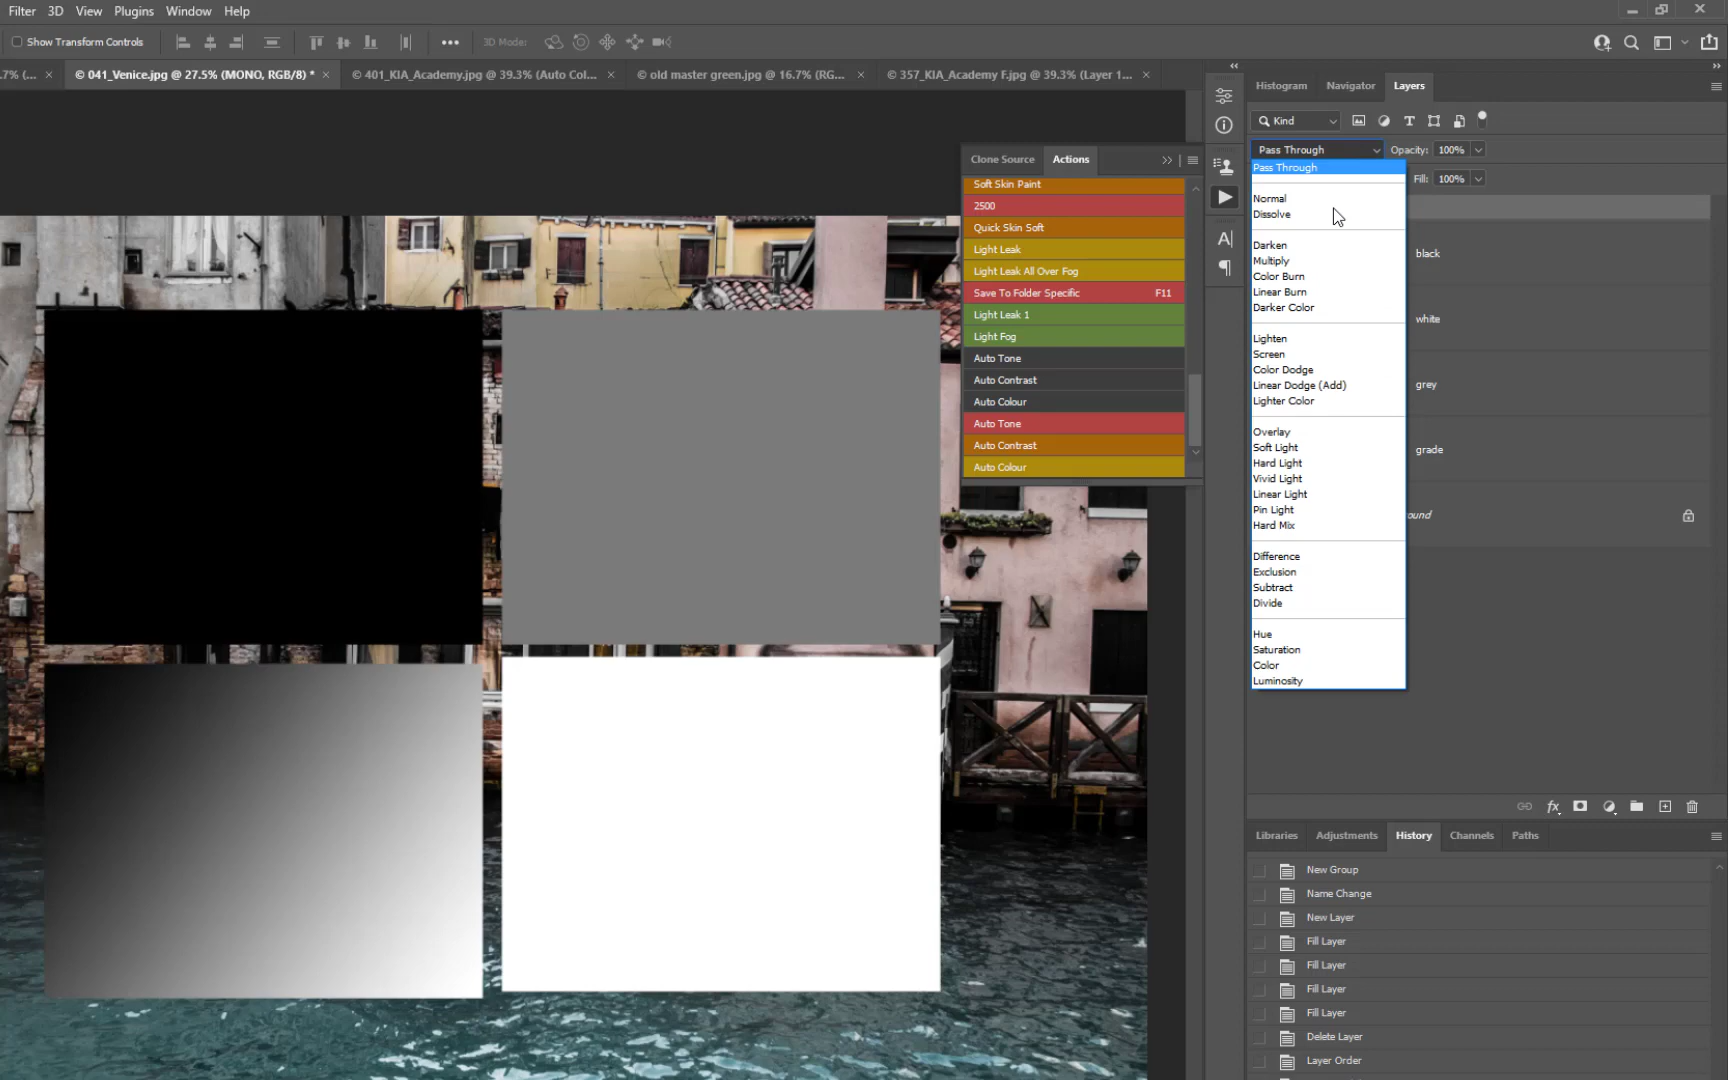 Filter 3D View Plugins Window Help
Show Transform Controls 3D Mode:
.7% (... × © 041_Venice.jpg @ 27.5% (MONO, RGB/8) * × © 401_KIA_Academy.jpg @ 39.3% (Auto Col... × © old master green.jpg @ 16.7% (RG... × © 357_KIA_Academy F.jpg @ 39.3% (Layer 1... ×
Clone Source Actions
Soft Skin Paint
2500
Quick Skin Soft
Light Leak
Light Leak All Over Fog
Save To Folder Specific F11
Light Leak 1
Light Fog
Auto Tone
Auto Contrast
Auto Colour
Auto Tone
Auto Contrast
Auto Colour
Histogram Navigator Layers
Kind
Pass Through Opacity: 100%
Fill: 100%
Pass Through
Normal
Dissolve
Darken
Multiply
Color Burn
Linear Burn
Darker Color
Lighten
Screen
Color Dodge
Linear Dodge (Add)
Lighter Color
Overlay
Soft Light
Hard Light
Vivid Light
Linear Light
Pin Light
Hard Mix
Difference
Exclusion
Subtract
Divide
Hue
Saturation
Color
Luminosity
black
white
grey
grade
ound
fx
Libraries Adjustments History Channels Paths
New Group
Name Change
New Layer
Fill Layer
Fill Layer
Fill Layer
Fill Layer
Delete Layer
Layer Order